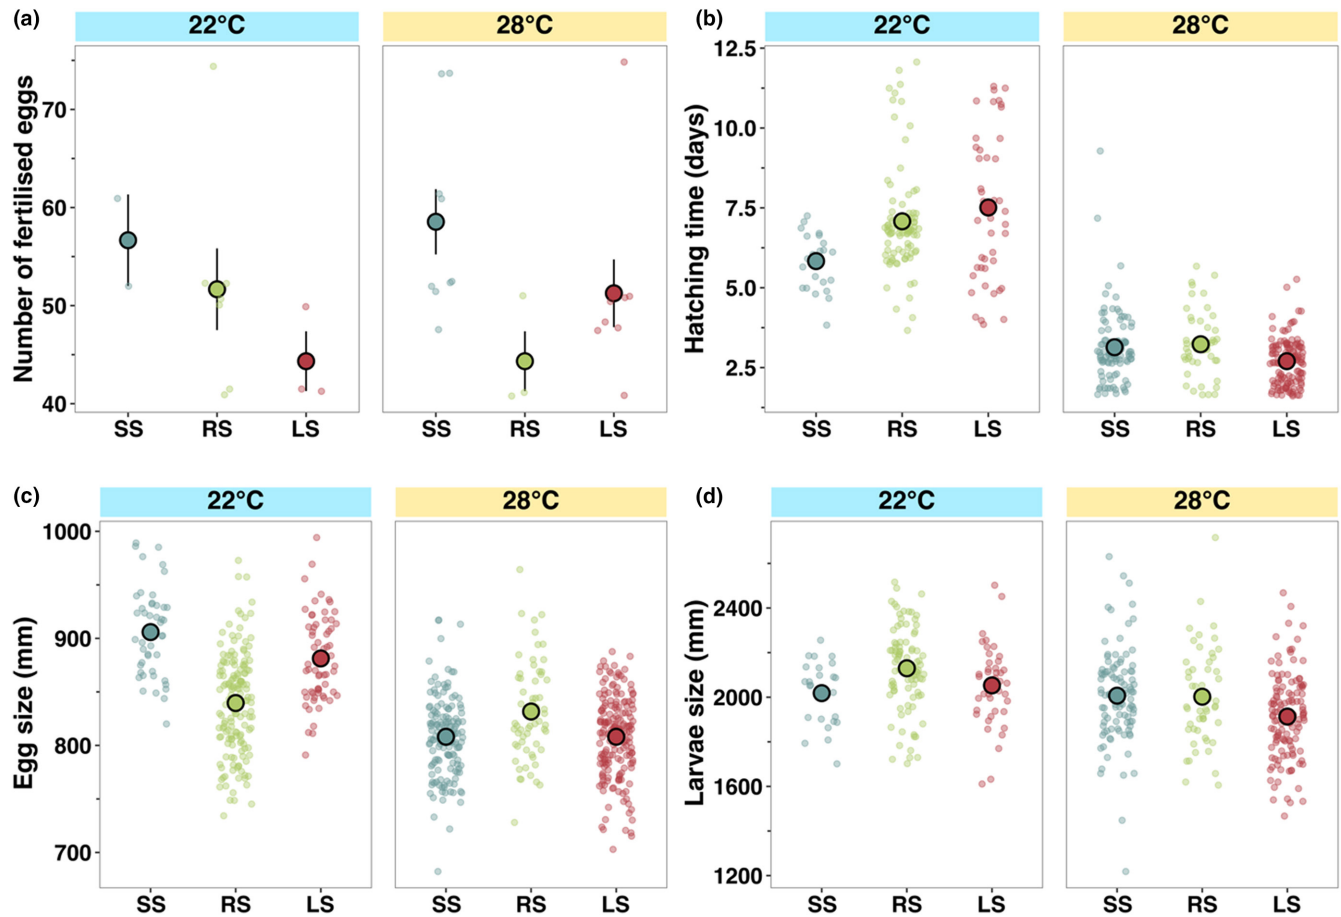 (a)
22°C
28°C
Number of fertilised eggs
70
60
50
40
SS
RS
LS
SS
RS
LS
(b)
22°C
28°C
Hatching time (days)
12.5
10.0
7.5
5.0
2.5
SS
RS
LS
SS
RS
LS
(c)
22°C
28°C
Egg size (mm)
1000
900
800
700
SS
RS
LS
SS
RS
LS
(d)
22°C
28°C
Larvae size (mm)
2400
2000
1600
1200
SS
RS
LS
SS
RS
LS